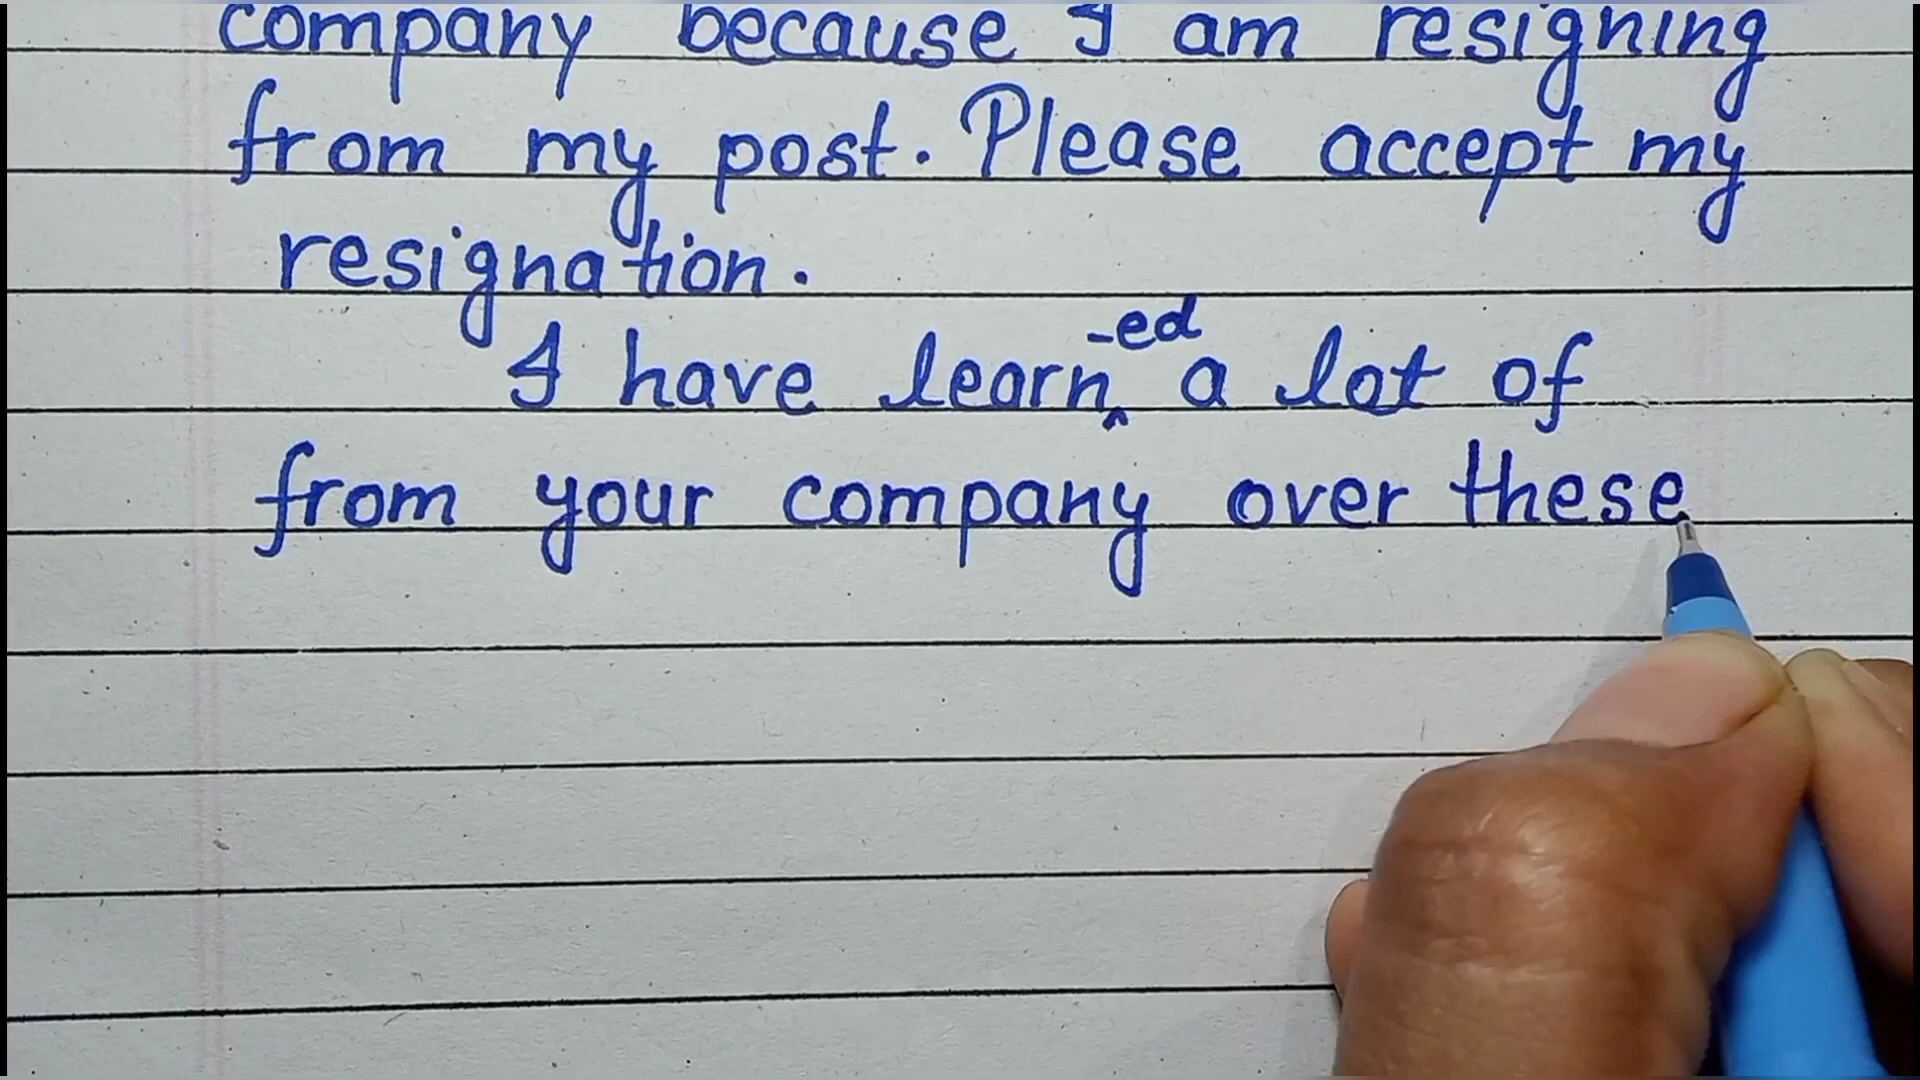 company because I am resigning
from my post. Please accept my
resignation.
I have learn-ed a lot of
from your company over these